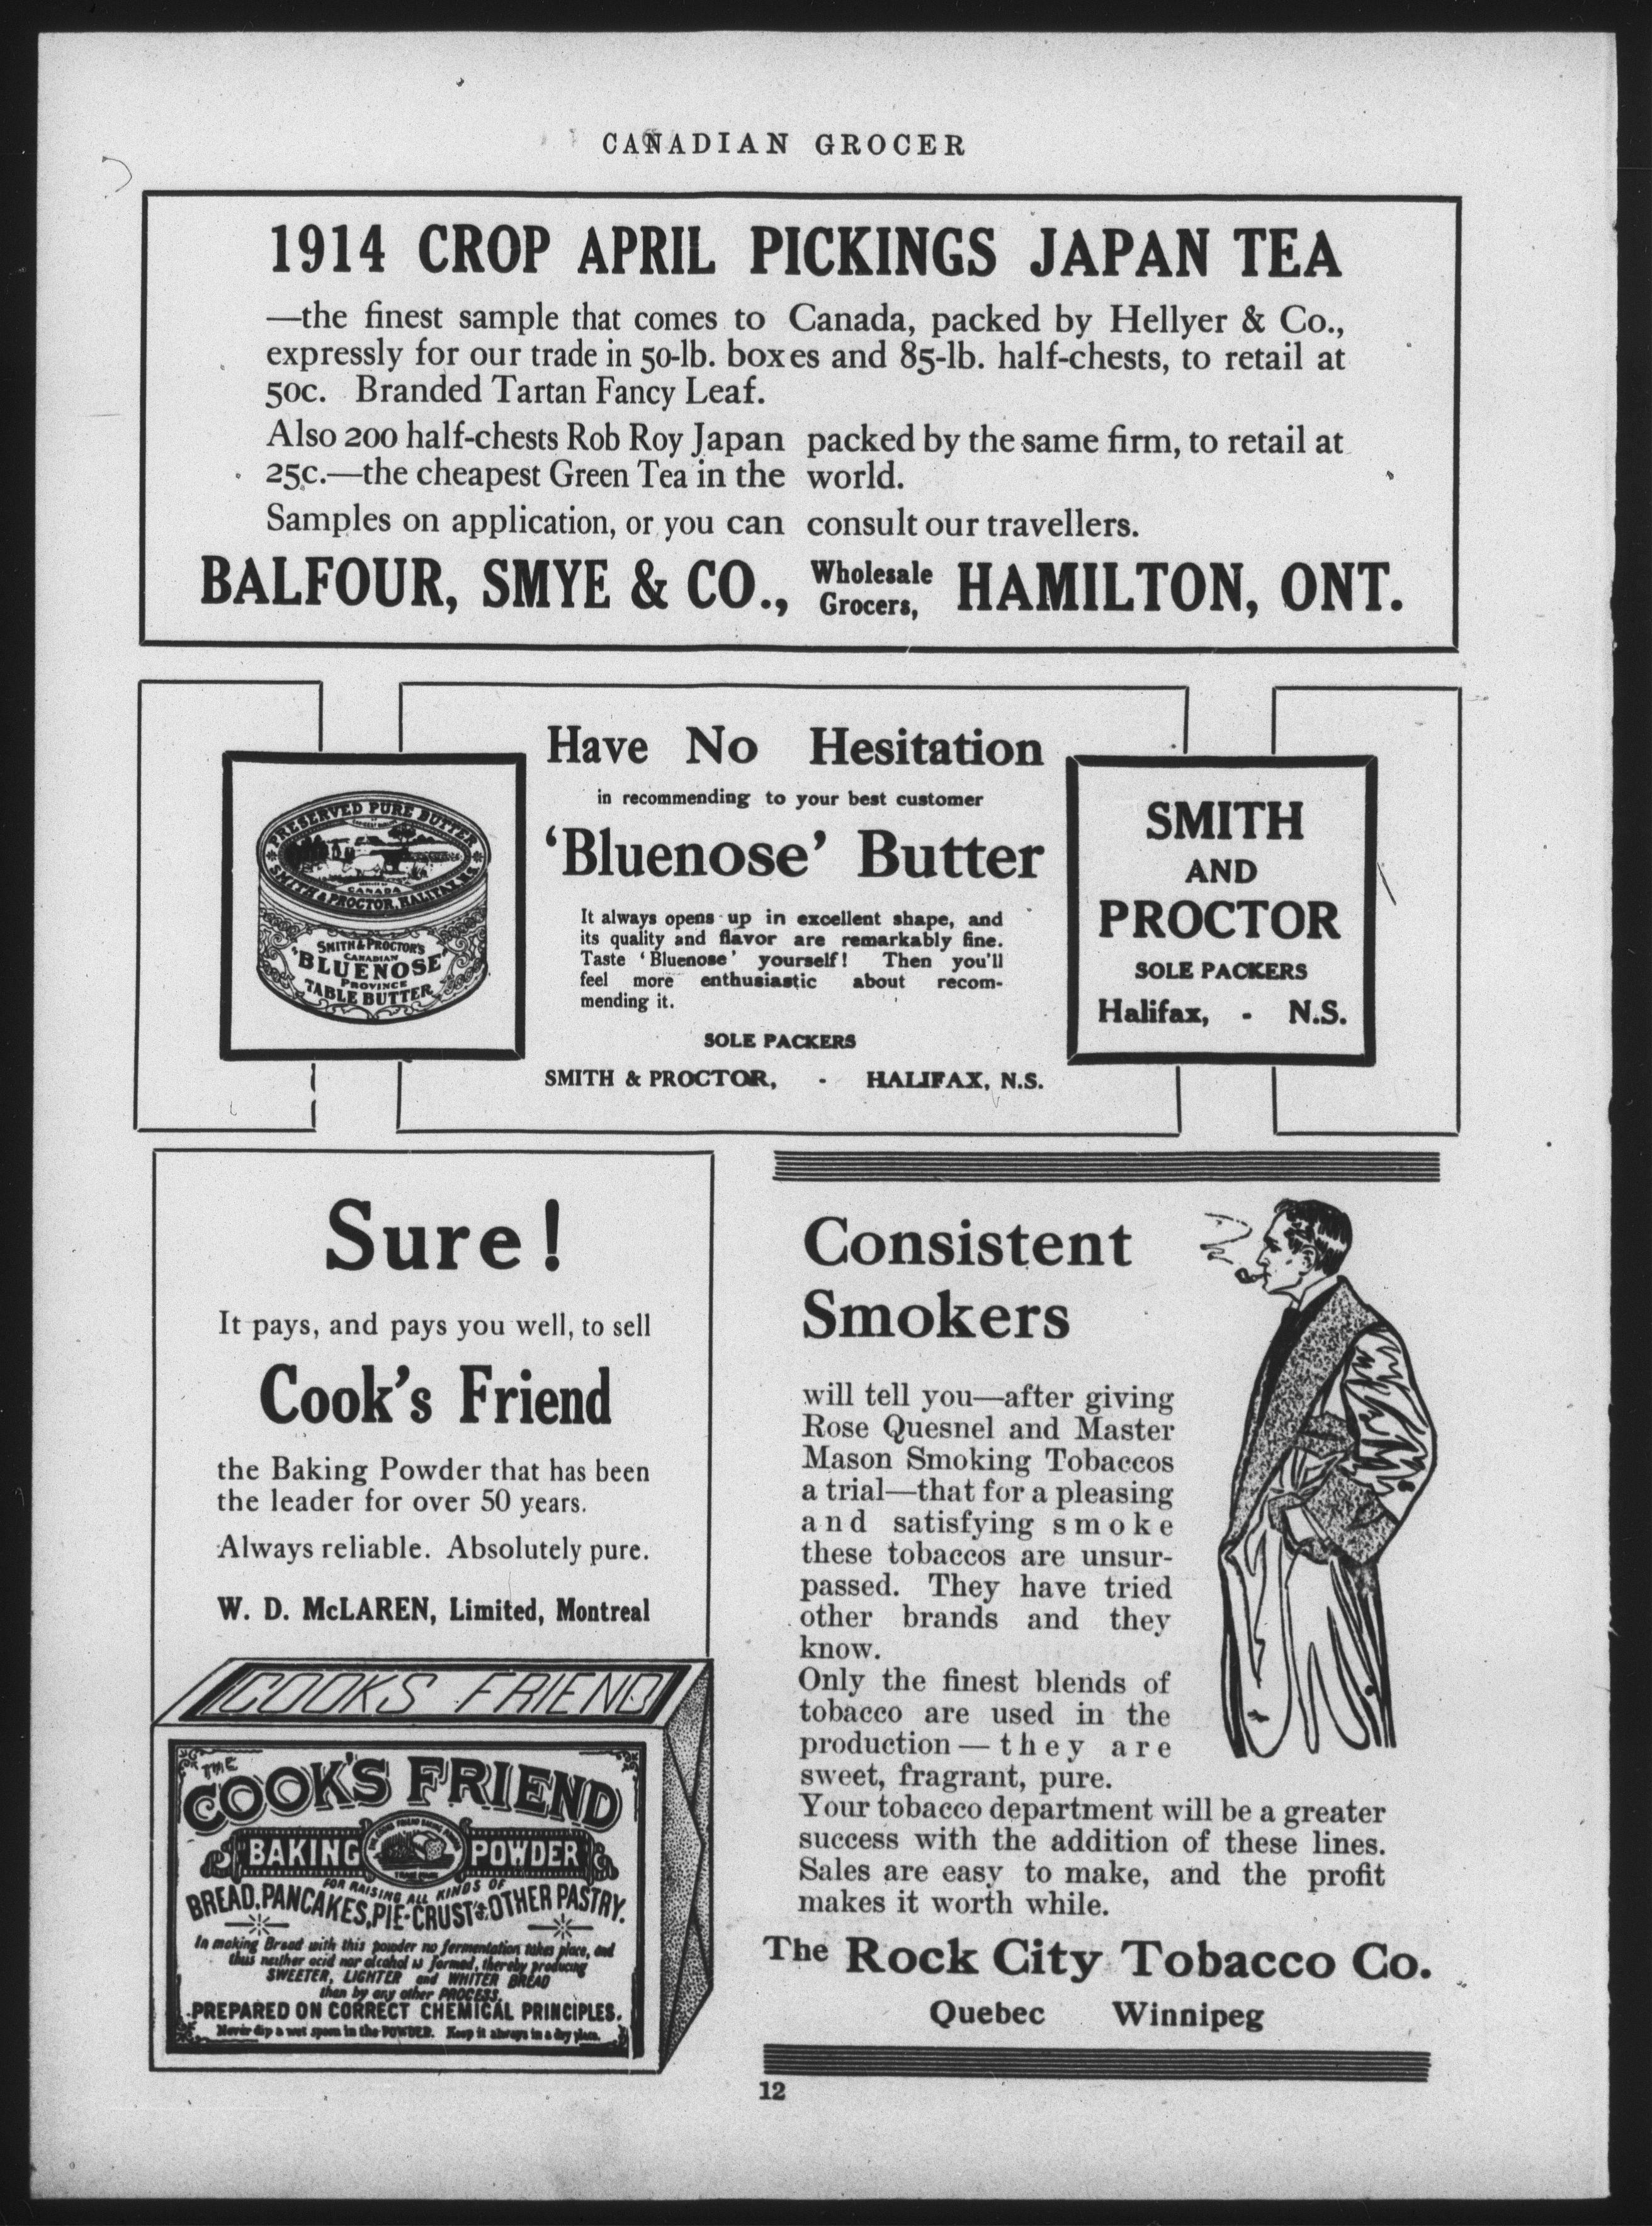 CANADIAN GROCER
1914 CROP APRIL PICKINGS JAPAN TEA
—the finest sample that comes to Canada, packed by Hellyer & Co.,
expressly for our trade in 50-lb. boxes and 85-lb. half-chests, to retail at
50c. Branded Tartan Fancy Leaf.
Also 200 half-chests Rob Roy Japan packed by the same firm, to retail at
25c.—the cheapest Green Tea in the world.
Samples on application, or you can consult our travellers.
BALFOUR, SMYE & CO., Wholesale Grocers, HAMILTON, ONT.
PRESERVED PURE BUTTER
CANADA
SMITH & PROCTOR, HALIFAX, N.S.
SMITH & PROCTOR'S
CANADIAN
'BLUENOSE'
PROVINCE
TABLE BUTTER
Have No Hesitation
in recommending to your best customer
'Bluenose' Butter
It always opens up in excellent shape, and
its quality and flavor are remarkably fine.
Taste 'Bluenose' yourself! Then you'll
feel more enthusiastic about recom-
mending it.
SOLE PACKERS
SMITH & PROCTOR, - HALIFAX, N.S.
SMITH
AND
PROCTOR
SOLE PACKERS
Halifax, - N.S.
Sure!
It pays, and pays you well, to sell
Cook's Friend
the Baking Powder that has been
the leader for over 50 years.
Always reliable. Absolutely pure.
W. D. McLAREN, Limited, Montreal
COOKS FRIEND
THE
COOK'S FRIEND
BAKING POWDER
FOR RAISING ALL KINDS OF
BREAD, PANCAKES, PIE-CRUST & OTHER PASTRY.
In making Bread with this powder no fermentation takes place, and
thus neither acid nor alcohol is formed, thereby producing
SWEETER, LIGHTER and WHITER BREAD
than by any other PROCESS.
PREPARED ON CORRECT CHEMICAL PRINCIPLES.
Never dip a wet spoon in the POWDER. Keep it always in a dry place.
Consistent
Smokers
will tell you—after giving
Rose Quesnel and Master
Mason Smoking Tobaccos
a trial—that for a pleasing
and satisfying smoke
these tobaccos are unsur-
passed. They have tried
other brands and they
know.
Only the finest blends of
tobacco are used in the
production—they are
sweet, fragrant, pure.
Your tobacco department will be a greater
success with the addition of these lines.
Sales are easy to make, and the profit
makes it worth while.
The Rock City Tobacco Co.
Quebec Winnipeg
12